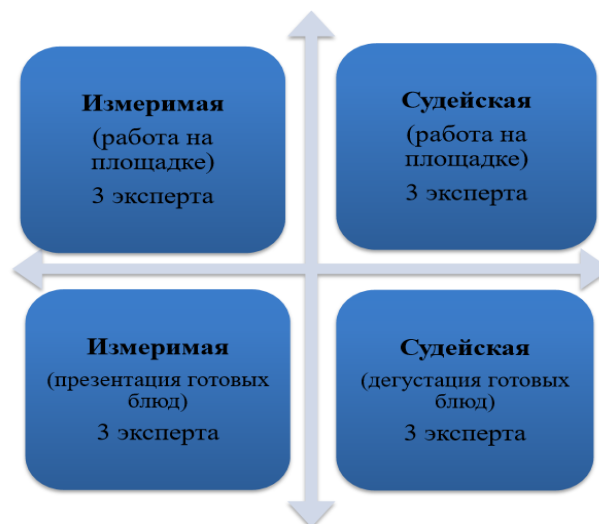 Измеримая
(работа на
площадке)
3 эксперта
Судейская
(работа на
площадке)
3 эксперта
Измеримая
(презентация готовых
блюд)
3 эксперта
Судейская
(дегустация готовых
блюд)
3 эксперта